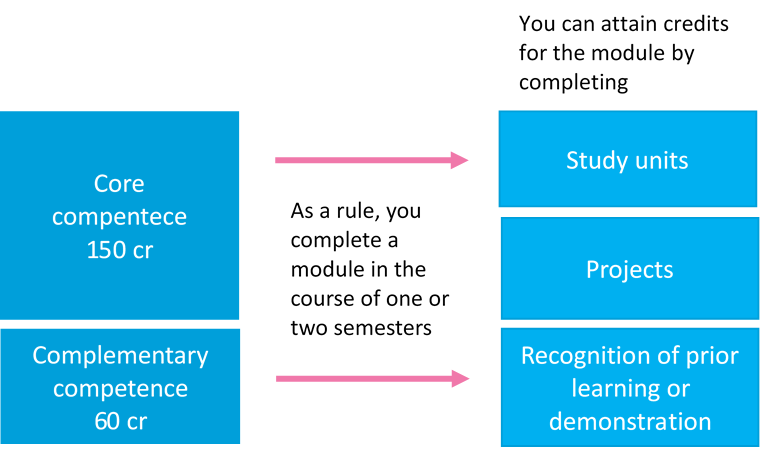 You can attain credits
for the module by
completing
Core
compentece
150 cr
As a rule, you
complete a
module in the
course of one or
two semesters
Study units
Projects
Complementary
competence
60 cr
Recognition of prior
learning or
demonstration